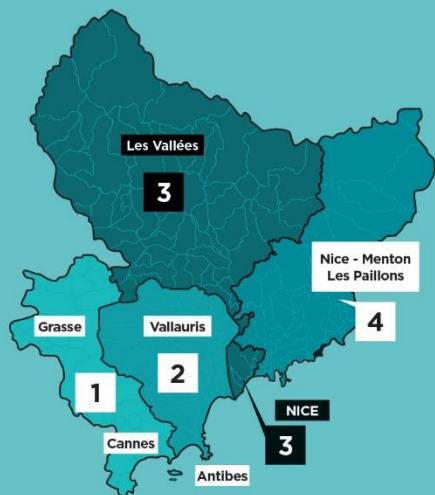 Les Vallées
3
Nice - Menton
Les Paillons
4
Grasse
Vallauris
1
2
NICE
3
Cannes
Antibes